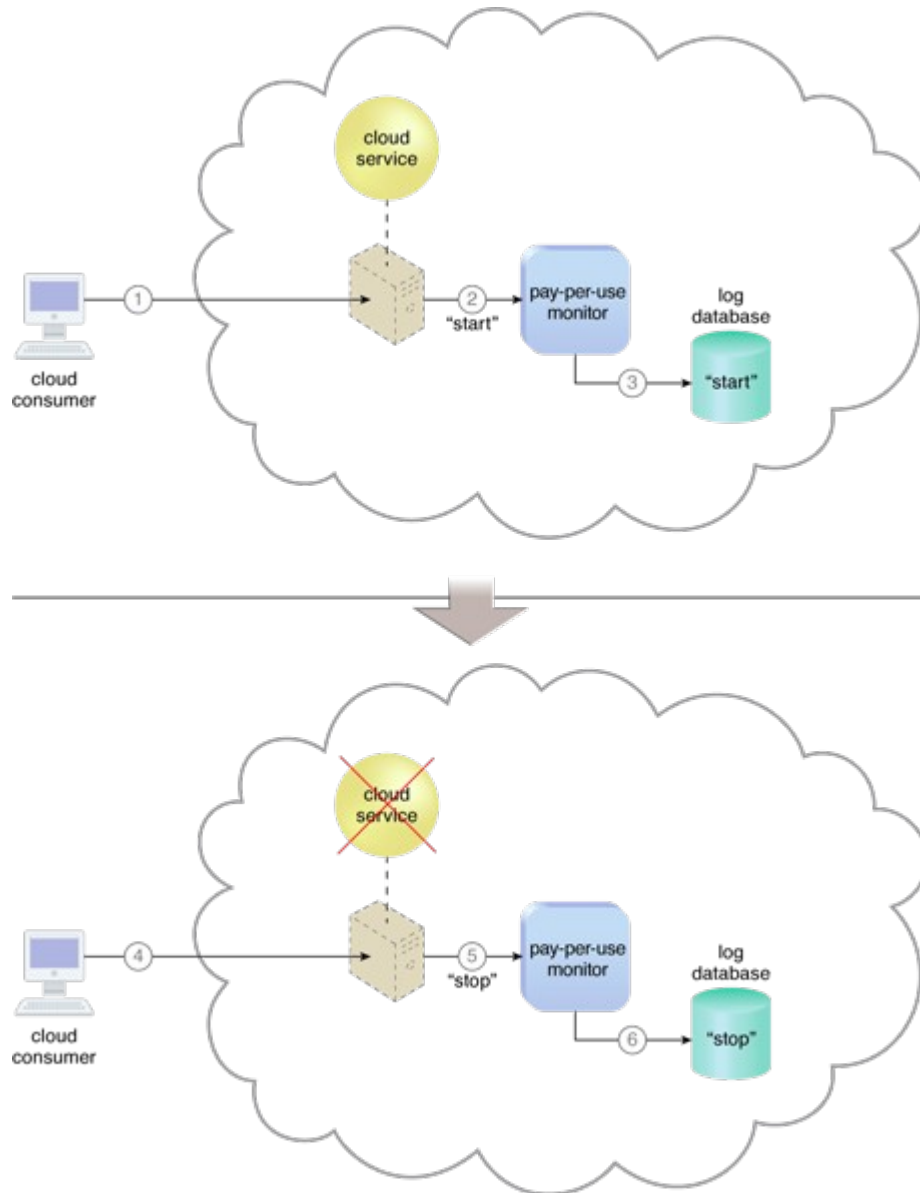 cloud
service
1
2
"start"
pay-per-use
monitor
log
database
3
"start"
cloud
consumer
cloud
service
4
5
"stop"
pay-per-use
monitor
log
database
6
"stop"
cloud
consumer